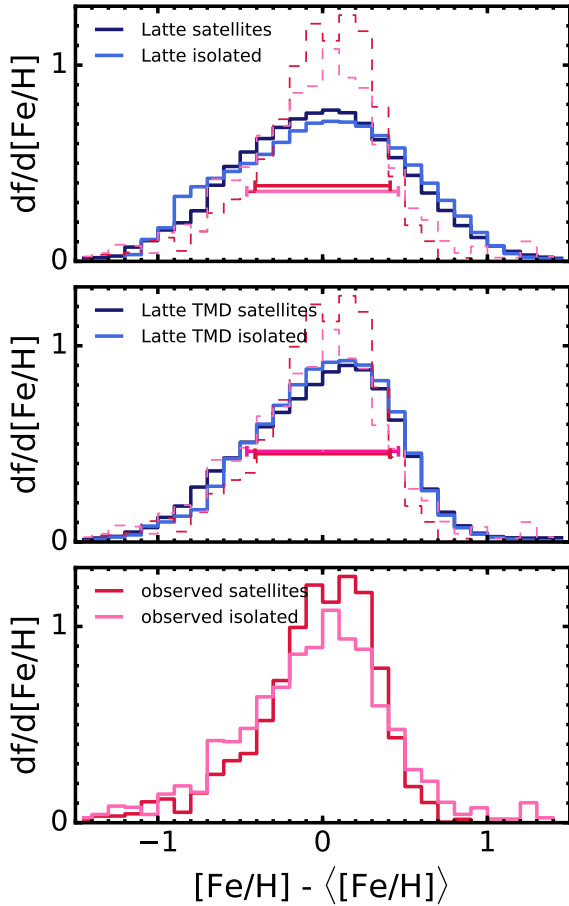 Latte satellites
Latte isolated
1
0
df/d[Fe/H]
Latte TMD satellites
Latte TMD isolated
1
0
df/d[Fe/H]
observed satellites
observed isolated
1
0
df/d[Fe/H]
−1 0 1
[Fe/H] - ⟨[Fe/H]⟩